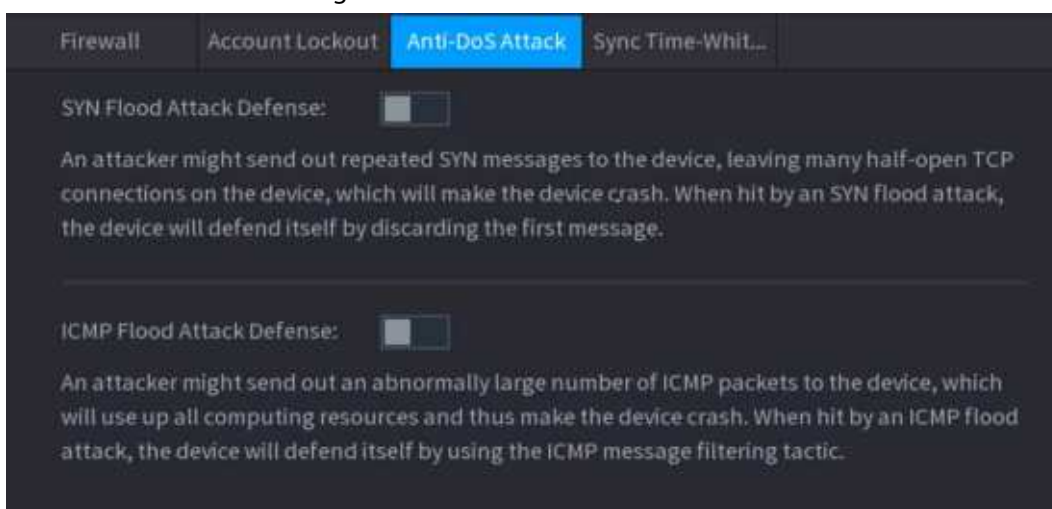 Firewall Account Lockout Anti-DoS Attack Sync Time-Whit...
SYN Flood Attack Defense:
An attacker might send out repeated SYN messages to the device, leaving many half-open TCP
connections on the device, which will make the device crash. When hit by an SYN flood attack,
the device will defend itself by discarding the first message.
ICMP Flood Attack Defense:
An attacker might send out an abnormally large number of ICMP packets to the device, which
will use up all computing resources and thus make the device crash. When hit by an ICMP flood
attack, the device will defend itself by using the ICMP message filtering tactic.